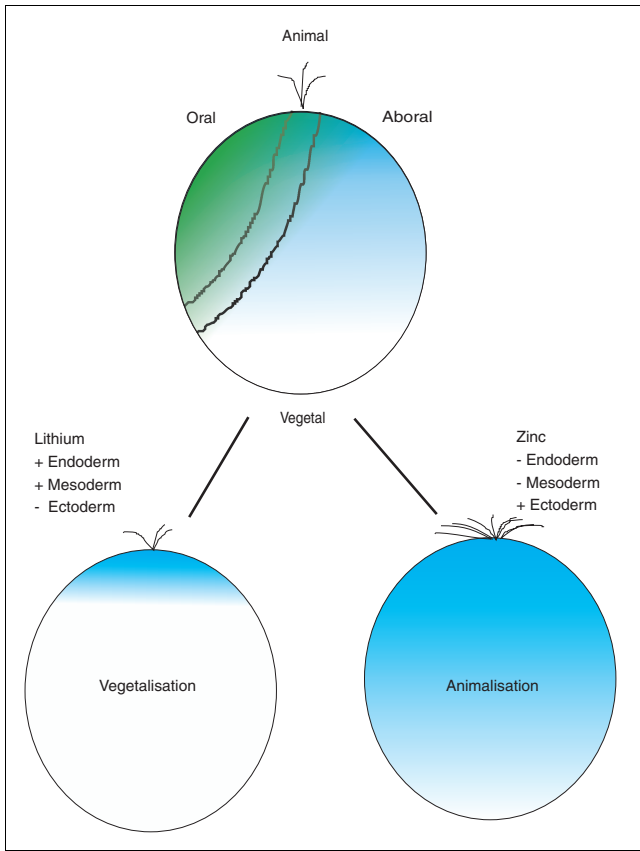 Animal
Oral
Aboral
Vegetal
Lithium
+ Endoderm
+ Mesoderm
- Ectoderm
Zinc
- Endoderm
- Mesoderm
+ Ectoderm
Vegetalisation
Animalisation